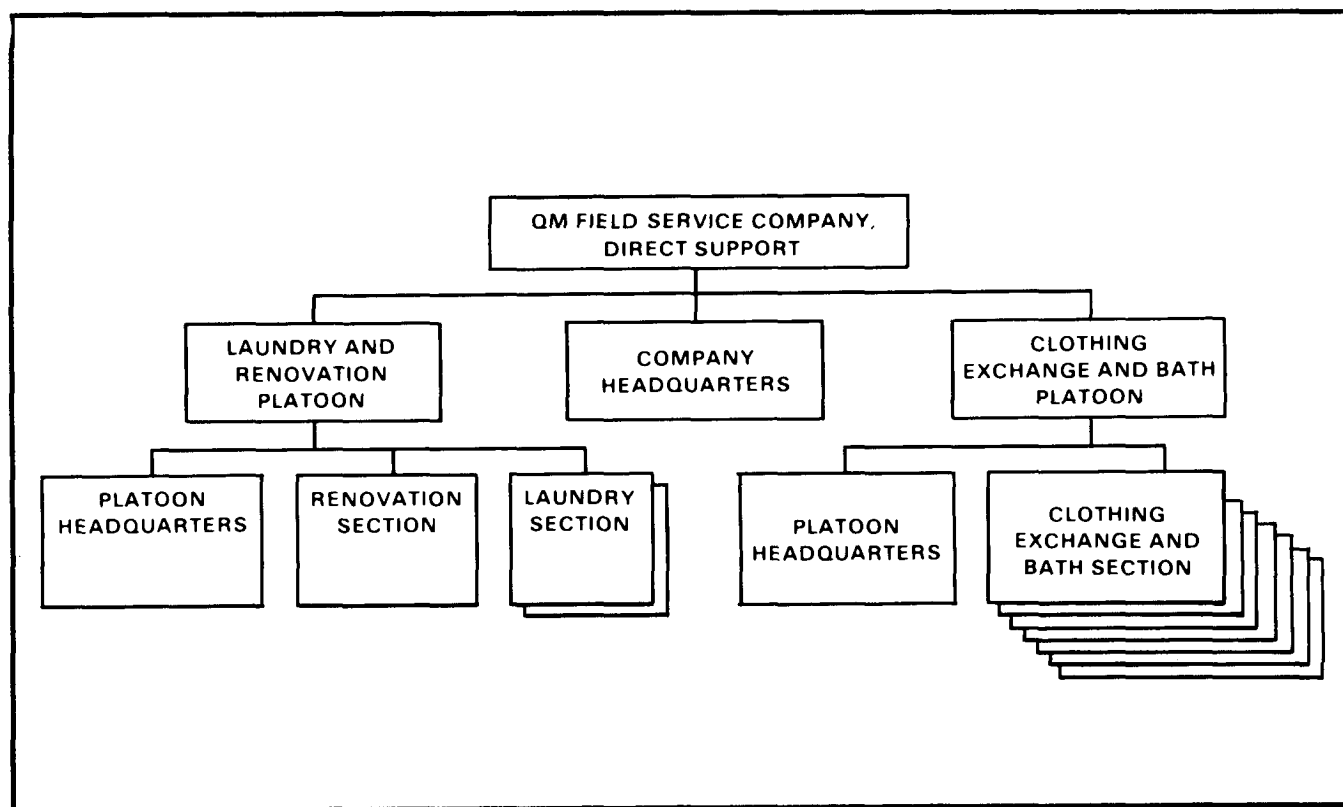 QM FIELD SERVICE COMPANY,
DIRECT SUPPORT
LAUNDRY AND
RENOVATION
PLATOON
COMPANY
HEADQUARTERS
CLOTHING
EXCHANGE AND BATH
PLATOON
PLATOON
HEADQUARTERS
RENOVATION
SECTION
LAUNDRY
SECTION
PLATOON
HEADQUARTERS
CLOTHING
EXCHANGE AND
BATH SECTION